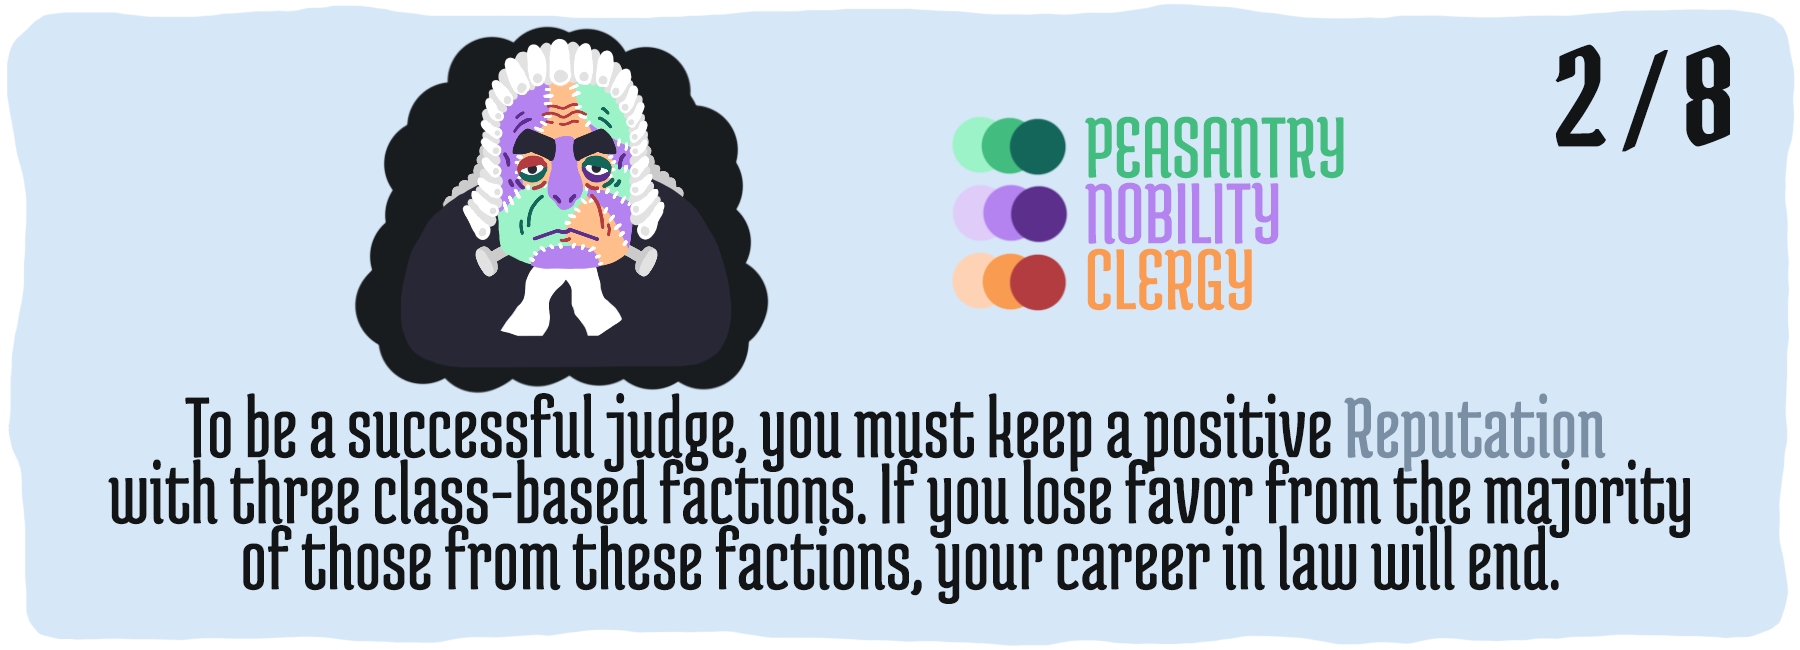 2/8
PEASANTRY
NOBILITY
CLERGY
To be a successful judge, you must keep a positive Reputation
with three class-based factions. If you lose favor from the majority
of those from these factions, your career in law will end.